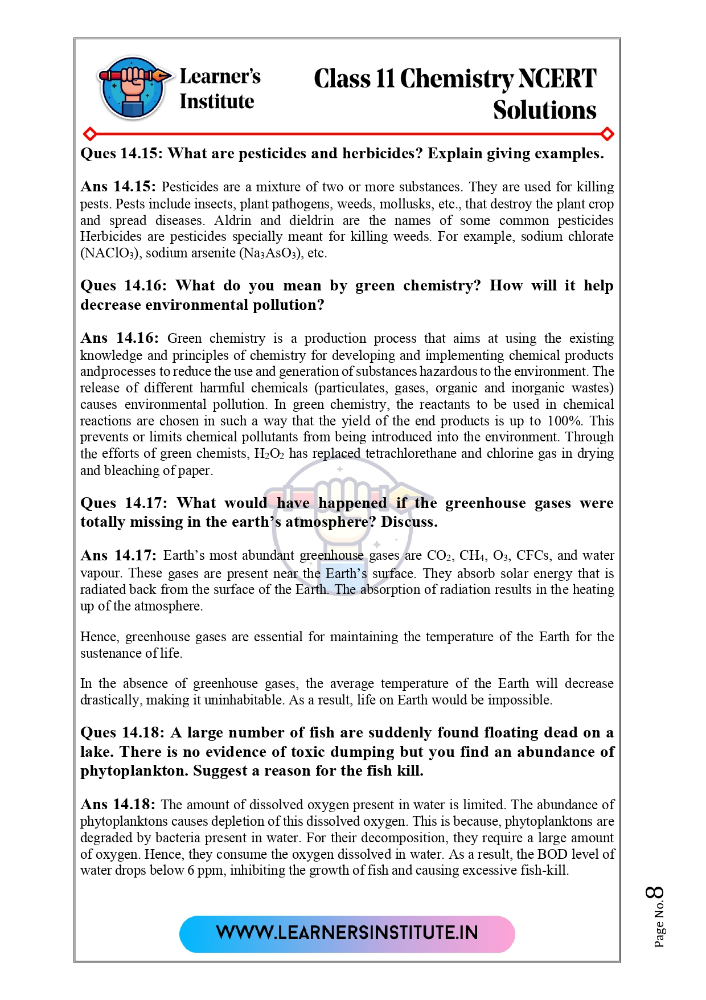 Learner's
Institute
Class 11 Chemistry NCERT
Solutions
Ques 14.15: What are pesticides and herbicides? Explain giving examples.
Ans 14.15: Pesticides are a mixture of two or more substances. They are used for killing
pests. Pests include insects, plant pathogens, weeds, mollusks, etc., that destroy the plant crop
and spread diseases. Aldrin and dieldrin are the names of some common pesticides
Herbicides are pesticides specially meant for killing weeds. For example, sodium chlorate
(NAClO₃), sodium arsenite (Na₃AsO₃), etc.
Ques 14.16: What do you mean by green chemistry? How will it help
decrease environmental pollution?
Ans 14.16: Green chemistry is a production process that aims at using the existing
knowledge and principles of chemistry for developing and implementing chemical products
andprocesses to reduce the use and generation of substances hazardous to the environment. The
release of different harmful chemicals (particulates, gases, organic and inorganic wastes)
causes environmental pollution. In green chemistry, the reactants to be used in chemical
reactions are chosen in such a way that the yield of the end products is up to 100%. This
prevents or limits chemical pollutants from being introduced into the environment. Through
the efforts of green chemists, H₂O₂ has replaced tetrachlorethane and chlorine gas in drying
and bleaching of paper.
Ques 14.17: What would have happened if the greenhouse gases were
totally missing in the earth's atmosphere? Discuss.
Ans 14.17: Earth's most abundant greenhouse gases are CO₂, CH₄, O₃, CFCs, and water
vapour. These gases are present near the Earth's surface. They absorb solar energy that is
radiated back from the surface of the Earth. The absorption of radiation results in the heating
up of the atmosphere.
Hence, greenhouse gases are essential for maintaining the temperature of the Earth for the
sustenance of life.
In the absence of greenhouse gases, the average temperature of the Earth will decrease
drastically, making it uninhabitable. As a result, life on Earth would be impossible.
Ques 14.18: A large number of fish are suddenly found floating dead on a
lake. There is no evidence of toxic dumping but you find an abundance of
phytoplankton. Suggest a reason for the fish kill.
Ans 14.18: The amount of dissolved oxygen present in water is limited. The abundance of
phytoplanktons causes depletion of this dissolved oxygen. This is because, phytoplanktons are
degraded by bacteria present in water. For their decomposition, they require a large amount
of oxygen. Hence, they consume the oxygen dissolved in water. As a result, the BOD level of
water drops below 6 ppm, inhibiting the growth of fish and causing excessive fish-kill.
WWW.LEARNERSINSTITUTE.IN
Page No.8